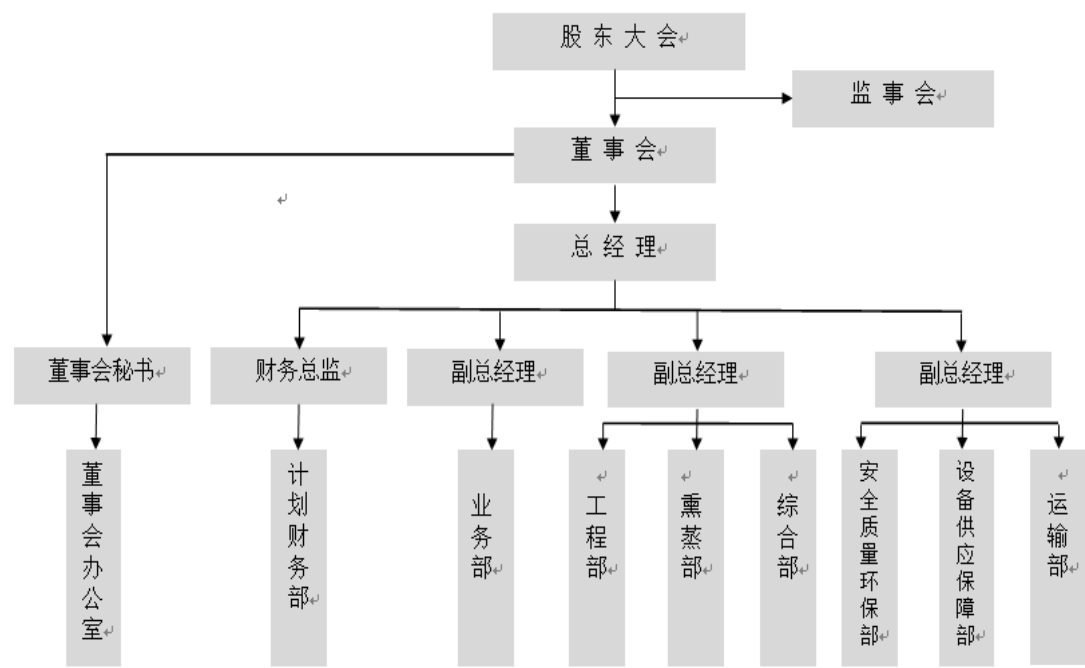 股 东 大 会
监 事 会
董 事 会
总 经 理
董事会秘书
财务总监
副总经理
副总经理
副总经理
董事会办公室
计划财务部
业务部
工程部
熏蒸部
综合部
安全质量环保部
设备供应保障部
运输部